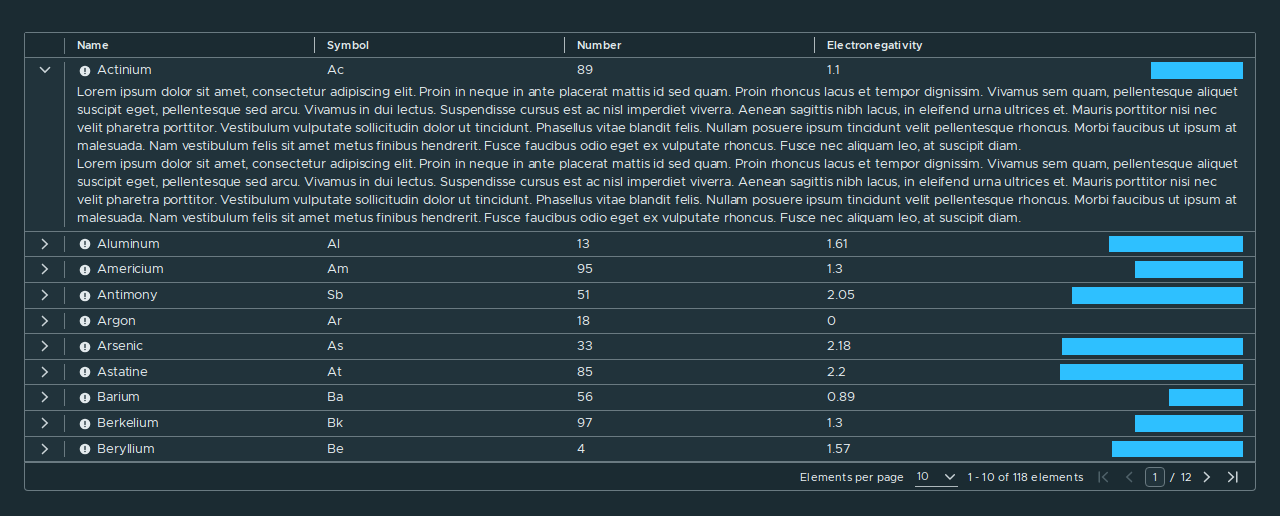 Name Symbol Number Electronegativity
Actinium Ac 89 1.1
Lorem ipsum dolor sit amet, consectetur adipiscing elit. Proin in neque in ante placerat mattis id sed quam. Proin rhoncus lacus et tempor dignissim. Vivamus sem quam, pellentesque aliquet
suscipit eget, pellentesque sed arcu. Vivamus in dui lectus. Suspendisse cursus est ac nisl imperdiet viverra. Aenean sagittis nibh lacus, in eleifend urna ultrices et. Mauris porttitor nisi nec
velit pharetra porttitor. Vestibulum vulputate sollicitudin dolor ut tincidunt. Phasellus vitae blandit felis. Nullam posuere ipsum tincidunt velit pellentesque rhoncus. Morbi faucibus ut ipsum at
malesuada. Nam vestibulum felis sit amet metus finibus hendrerit. Fusce faucibus odio eget ex vulputate rhoncus. Fusce nec aliquam leo, at suscipit diam.
Lorem ipsum dolor sit amet, consectetur adipiscing elit. Proin in neque in ante placerat mattis id sed quam. Proin rhoncus lacus et tempor dignissim. Vivamus sem quam, pellentesque aliquet
suscipit eget, pellentesque sed arcu. Vivamus in dui lectus. Suspendisse cursus est ac nisl imperdiet viverra. Aenean sagittis nibh lacus, in eleifend urna ultrices et. Mauris porttitor nisi nec
velit pharetra porttitor. Vestibulum vulputate sollicitudin dolor ut tincidunt. Phasellus vitae blandit felis. Nullam posuere ipsum tincidunt velit pellentesque rhoncus. Morbi faucibus ut ipsum at
malesuada. Nam vestibulum felis sit amet metus finibus hendrerit. Fusce faucibus odio eget ex vulputate rhoncus. Fusce nec aliquam leo, at suscipit diam.
Aluminum Al 13 1.61
Americium Am 95 1.3
Antimony Sb 51 2.05
Argon Ar 18 0
Arsenic As 33 2.18
Astatine At 85 2.2
Barium Ba 56 0.89
Berkelium Bk 97 1.3
Beryllium Be 4 1.57
Elements per page 10 1 - 10 of 118 elements 1 / 12